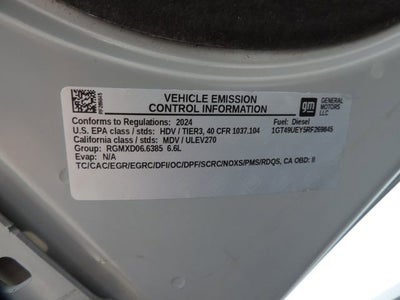 RF269845
VEHICLE EMISSION
CONTROL INFORMATION
gm
GENERAL
MOTORS
LLC
Conforms to Regulations: 2024
Fuel: Diesel
U.S. EPA class / stds: HDV / TIER3, 40 CFR 1037.104
1GT49UEY5RF269845
California class / stds: MDV / ULEV270
Group: RGMXD06.6385 6.6L
Evap: N/A
TC/CAC/EGR/EGRC/DFI/OC/DPF/SCRC/NOXS/PMS/RDQS, CA OBD: II